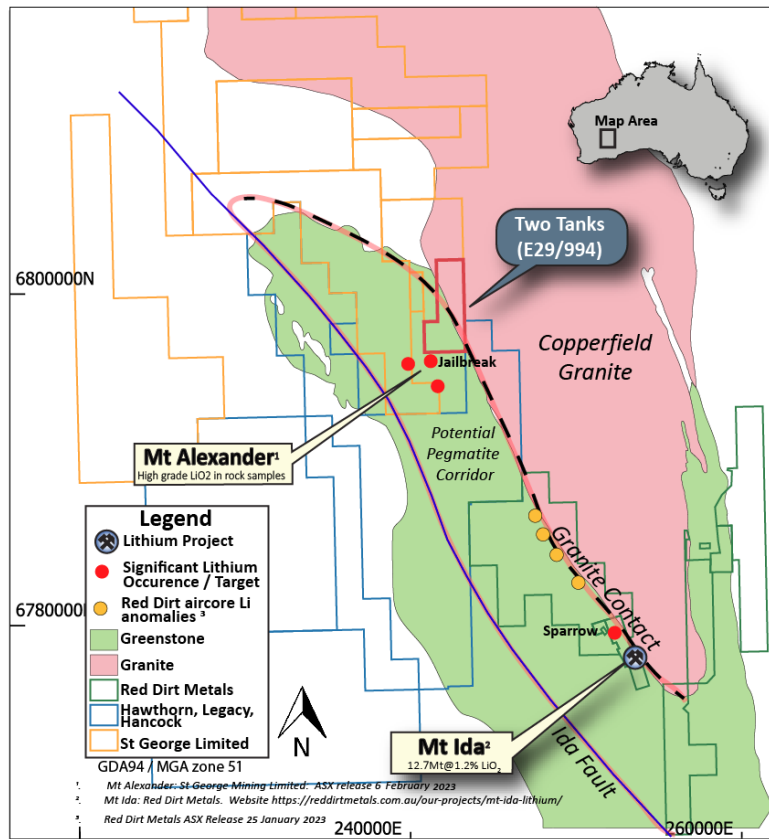 Map Area
Two Tanks
(E29/994)
6800000N
Copperfield
Granite
Jailbreak
Mt Alexander¹
High grade LiO2 in rock samples
Potential
Pegmatite
Corridor
Legend
Lithium Project
Significant Lithium
Occurence / Target
Red Dirt aircore Li
anomalies ³
Greenstone
Granite
Red Dirt Metals
Hawthorn, Legacy,
Hancock
St George Limited
6780000N
Granite Contact
Sparrow
Mt Ida²
12.7Mt@1.2% LiO₂
Ida Fault
N
GDA94 / MGA zone 51
¹. Mt Alexander: St George Mining Limited: ASX release 6 February 2023
². Mt Ida: Red Dirt Metals. Website https://reddirtmetals.com.au/our-projects/mt-ida-lithium/
³. Red Dirt Metals ASX Release 25 January 2023
240000E
260000E